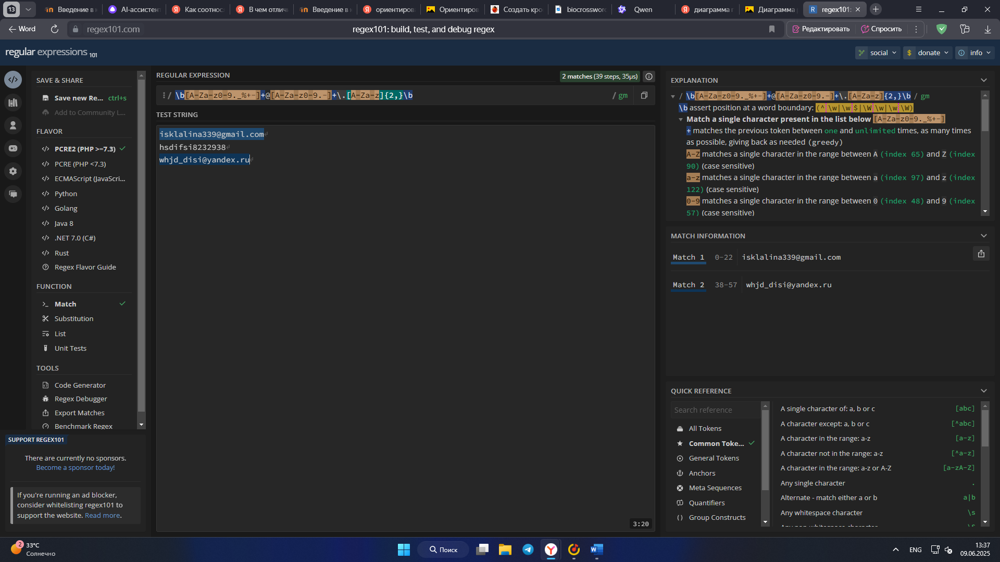 13
Введение в
AI-ассистен
Как соотнос
В чем отлич
Введение в
ориентиров
Ориентиров
Создать кро
biocrossword
Qwen
диаграмма
Диаграмма
regex101:
Word
regex101.com
regex101: build, test, and debug regex
Редактировать
Спросить
regular expressions 101
social
$ donate
info
SAVE & SHARE
Save new Re... ctrl+s
Add to Community L...
FLAVOR
PCRE2 (PHP >=7.3)
PCRE (PHP <7.3)
ECMAScript (JavaScri...
Python
Golang
Java 8
.NET 7.0 (C#)
Rust
Regex Flavor Guide
FUNCTION
Match
Substitution
List
Unit Tests
TOOLS
Code Generator
Regex Debugger
Export Matches
Benchmark Regex
SUPPORT REGEX101
There are currently no sponsors.
Become a sponsor today!
If you're running an ad blocker,
consider whitelisting regex101 to
support the website. Read more.
REGULAR EXPRESSION
2 matches (39 steps, 35μs)
/ \b[A-Za-z0-9._%+-]+@[A-Za-z0-9.-]+\.[A-Za-z]{2,}\b / gm
TEST STRING
isklalina339@gmail.com
hsdifsi8232938
whjd_disi@yandex.ru
3:20
EXPLANATION
/ \b[A-Za-z0-9._%+-]+@[A-Za-z0-9.-]+\.[A-Za-z]{2,}\b / gm
\b assert position at a word boundary: (^\w|\w$|\W\w|\w\W)
Match a single character present in the list below [A-Za-z0-9._%+-]
+ matches the previous token between one and unlimited times, as many times
as possible, giving back as needed (greedy)
A-Z matches a single character in the range between A (index 65) and Z (index
90) (case sensitive)
a-z matches a single character in the range between a (index 97) and z (index
122) (case sensitive)
0-9 matches a single character in the range between 0 (index 48) and 9 (index
57) (case sensitive)
MATCH INFORMATION
Match 1 0-22 isklalina339@gmail.com
Match 2 38-57 whjd_disi@yandex.ru
QUICK REFERENCE
Search reference
All Tokens
Common Toke...
General Tokens
Anchors
Meta Sequences
Quantifiers
Group Constructs
A single character of: a, b or c [abc]
A character except: a, b or c [^abc]
A character in the range: a-z [a-z]
A character not in the range: a-z [^a-z]
A character in the range: a-z or A-Z [a-zA-Z]
Any single character .
Alternate - match either a or b a|b
Any whitespace character \s
Any non-whitespace character \S
2
33°C
Солнечно
Поиск
ENG
13:37
09.06.2025